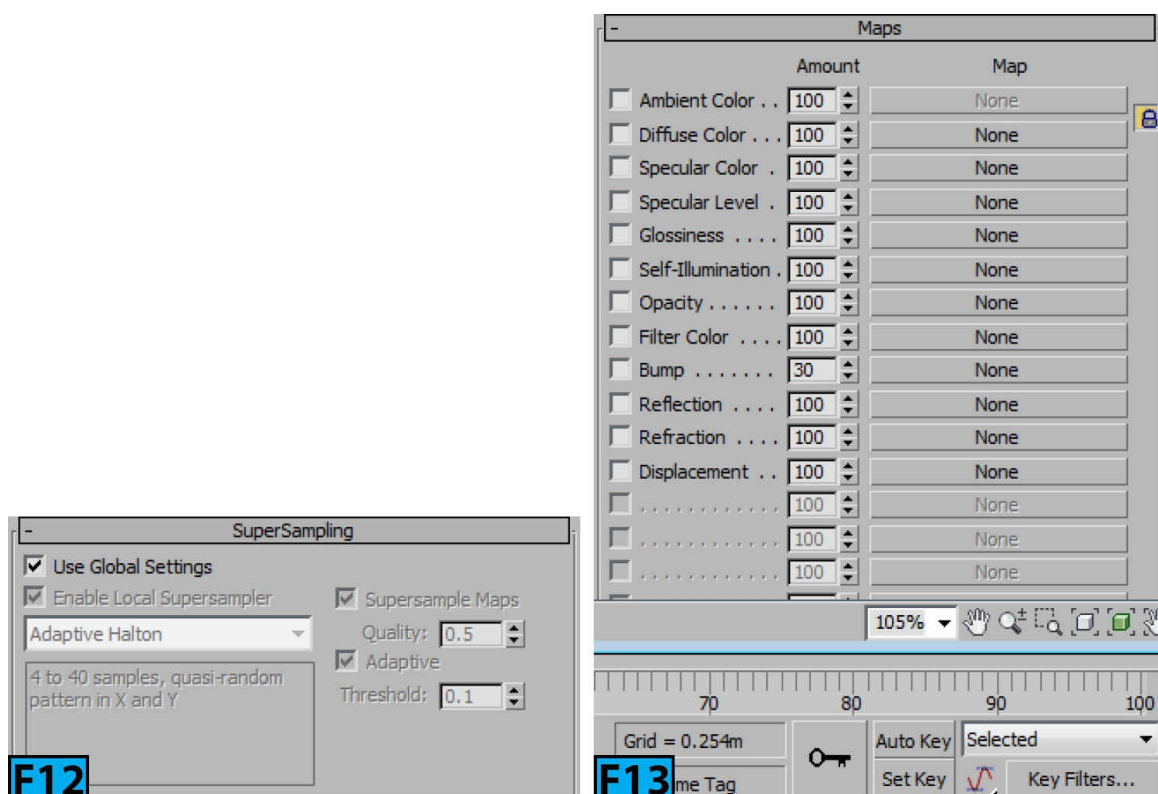 - Maps
Amount Map
Ambient Color . . 100 None
Diffuse Color . . . 100 None
Specular Color . 100 None
Specular Level . 100 None
Glossiness . . . . 100 None
Self-Illumination . 100 None
Opacity . . . . . . 100 None
Filter Color . . . . 100 None
Bump . . . . . . . 30 None
Reflection . . . . 100 None
Refraction . . . . 100 None
Displacement . . 100 None
. . . . . . . . . . . . 100 None
. . . . . . . . . . . . 100 None
. . . . . . . . . . . . 100 None
105%
70 80 90 100
Grid = 0.254m
Auto Key Selected
me Tag
Set Key Key Filters...
F13
- SuperSampling
Use Global Settings
Enable Local Supersampler
Adaptive Halton
4 to 40 samples, quasi-random
pattern in X and Y
Supersample Maps
Quality: 0.5
Adaptive
Threshold: 0.1
F12